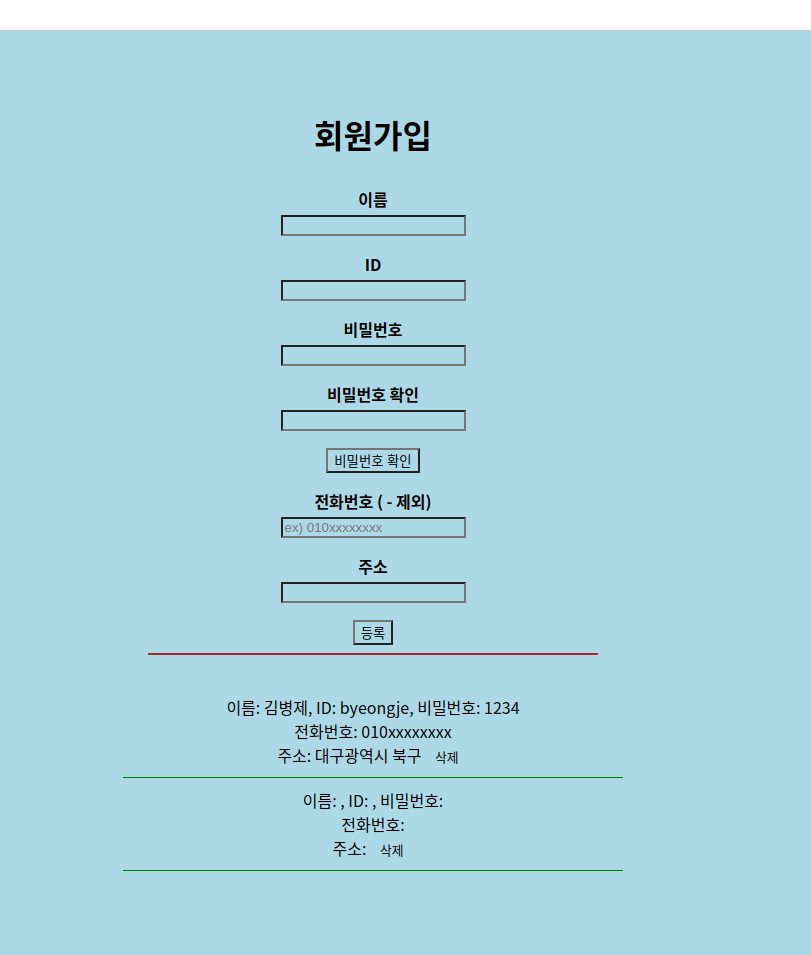 회원가입
이름
ID
비밀번호
비밀번호 확인
비밀번호 확인
전화번호 ( - 제외)
ex) 010xxxxxxxx
주소
등록
이름: 김병제, ID: byeongje, 비밀번호: 1234
전화번호: 010xxxxxxxx
주소: 대구광역시 북구 삭제
이름: , ID: , 비밀번호:
전화번호:
주소: 삭제